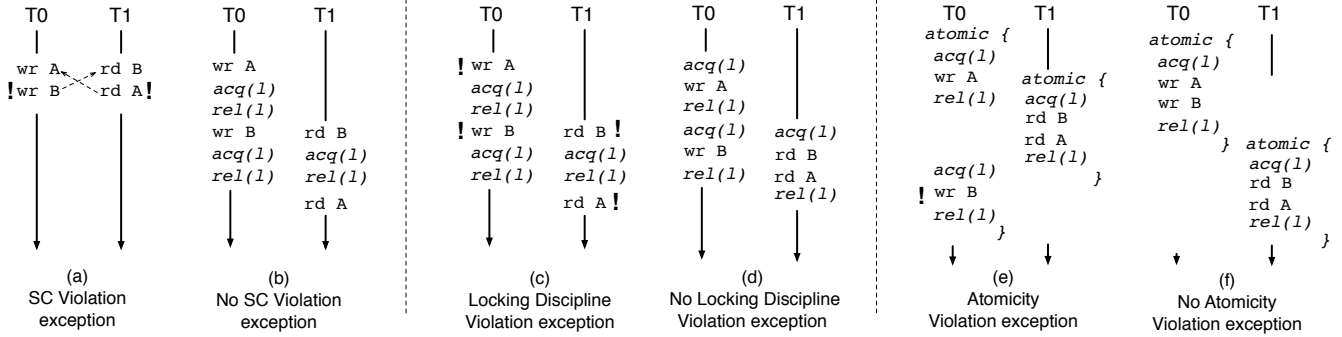 T0 T1
wr A rd B
! wr B rd A !
(a)
SC Violation
exception
T0 T1
wr A
acq(l)
rel(l)
wr B rd B
acq(l) acq(l)
rel(l) rel(l)
rd A
(b)
No SC Violation
exception
T0 T1
! wr A
acq(l)
rel(l)
! wr B rd B !
acq(l) acq(l)
rel(l) rel(l)
rd A !
(c)
Locking Discipline
Violation exception
T0 T1
acq(l)
wr A
rel(l)
acq(l) acq(l)
wr B rd B
rel(l) rd A
rel(l)
(d)
No Locking Discipline
Violation exception
T0 T1
atomic {
acq(l)
wr A atomic {
rel(l) acq(l)
rd B
rd A
rel(l)
acq(l) }
! wr B
rel(l)
}
(e)
Atomicity
Violation exception
T0 T1
atomic {
acq(l)
wr A
wr B
rel(l)
} atomic {
acq(l)
rd B
rd A
rel(l)
}
(f)
No Atomicity
Violation exception